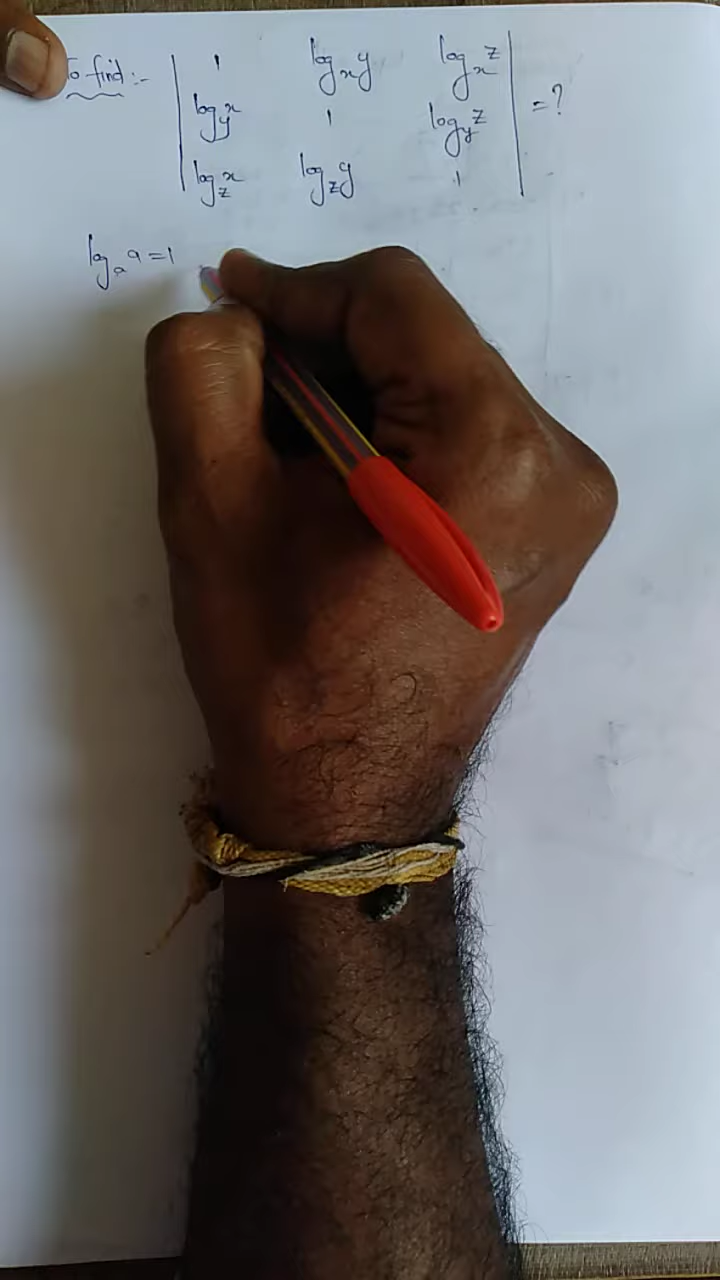 To find:- | 1 log_x y log_x z |
| log_y x 1 log_y z | = ?
| log_z x log_z y 1 |
log_a a = 1